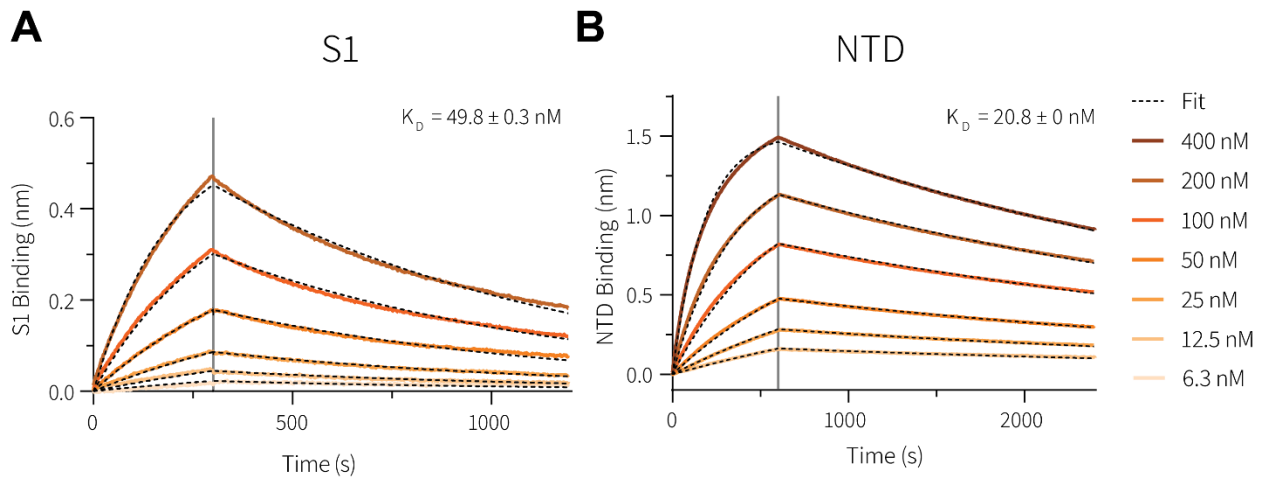 A
S1
K D = 49.8 ± 0.3 nM
S1 Binding (nm)
0.6
0.4
0.2
0.0
0
500
1000
Time (s)
B
NTD
K D = 20.8 ± 0 nM
NTD Binding (nm)
1.5
1.0
0.5
0.0
0
1000
2000
Time (s)
Fit
400 nM
200 nM
100 nM
50 nM
25 nM
12.5 nM
6.3 nM